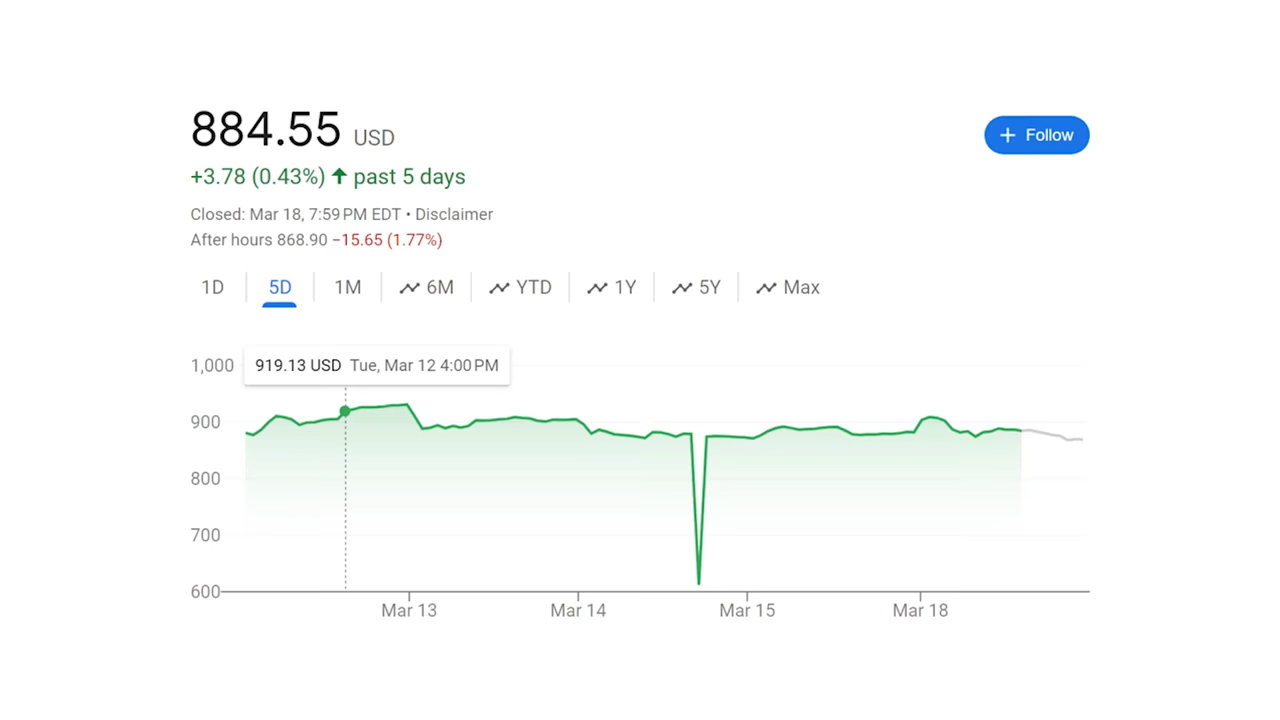 884.55 USD
+ Follow
+3.78 (0.43%) ↑ past 5 days
Closed: Mar 18, 7:59 PM EDT • Disclaimer
After hours 868.90 −15.65 (1.77%)
1D 5D 1M 6M YTD 1Y 5Y Max
1,000
919.13 USD Tue, Mar 12 4:00 PM
900
800
700
600
Mar 13 Mar 14 Mar 15 Mar 18